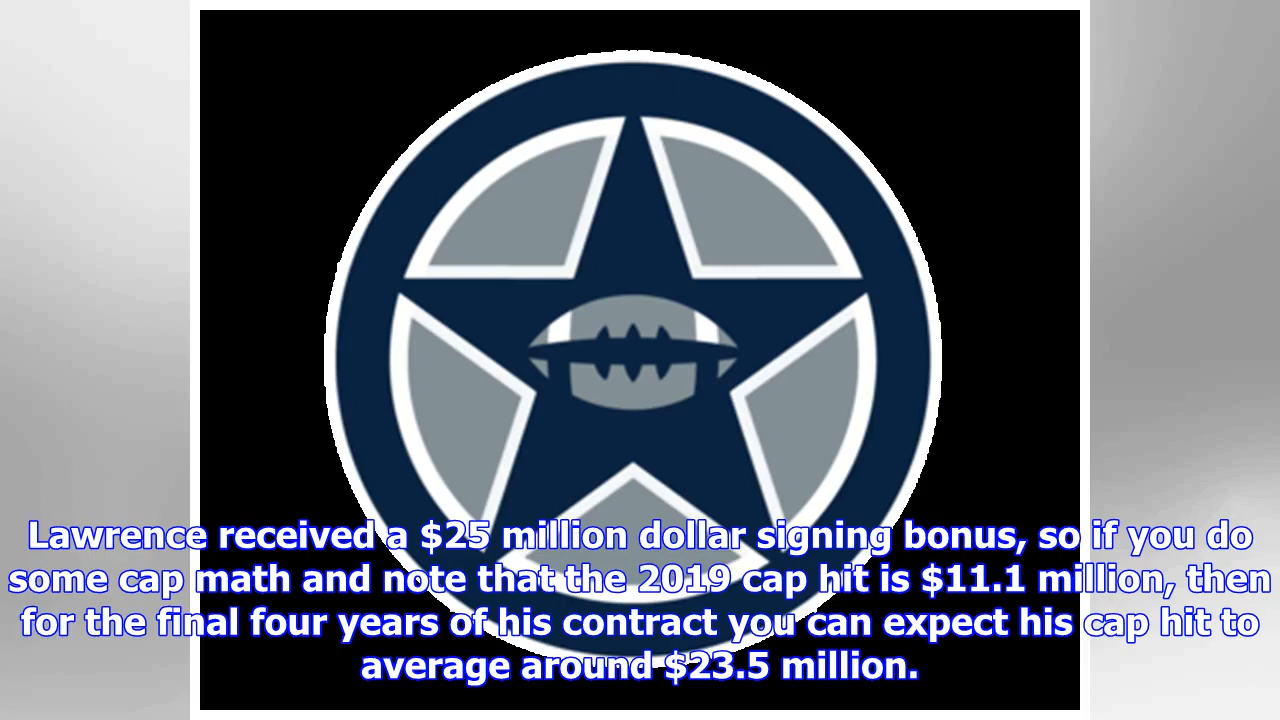 Lawrence received a $25 million dollar signing bonus, so if you do
some cap math and note that the 2019 cap hit is $11.1 million, then
for the final four years of his contract you can expect his cap hit to
average around $23.5 million.